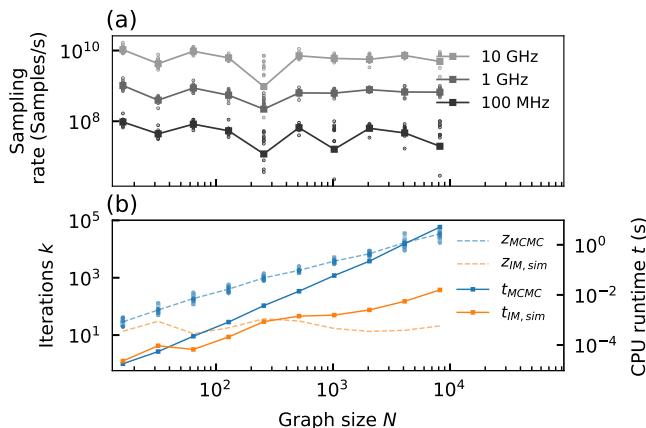 (a)
10^10
10^8
Sampling
rate (Samples/s)
10 GHz
1 GHz
100 MHz
(b)
10^5
10^3
10^1
Iterations k
z_MCMC
z_IM, sim
t_MCMC
t_IM, sim
10^0
10^−2
10^−4
CPU runtime t (s)
10^2
10^3
10^4
Graph size N